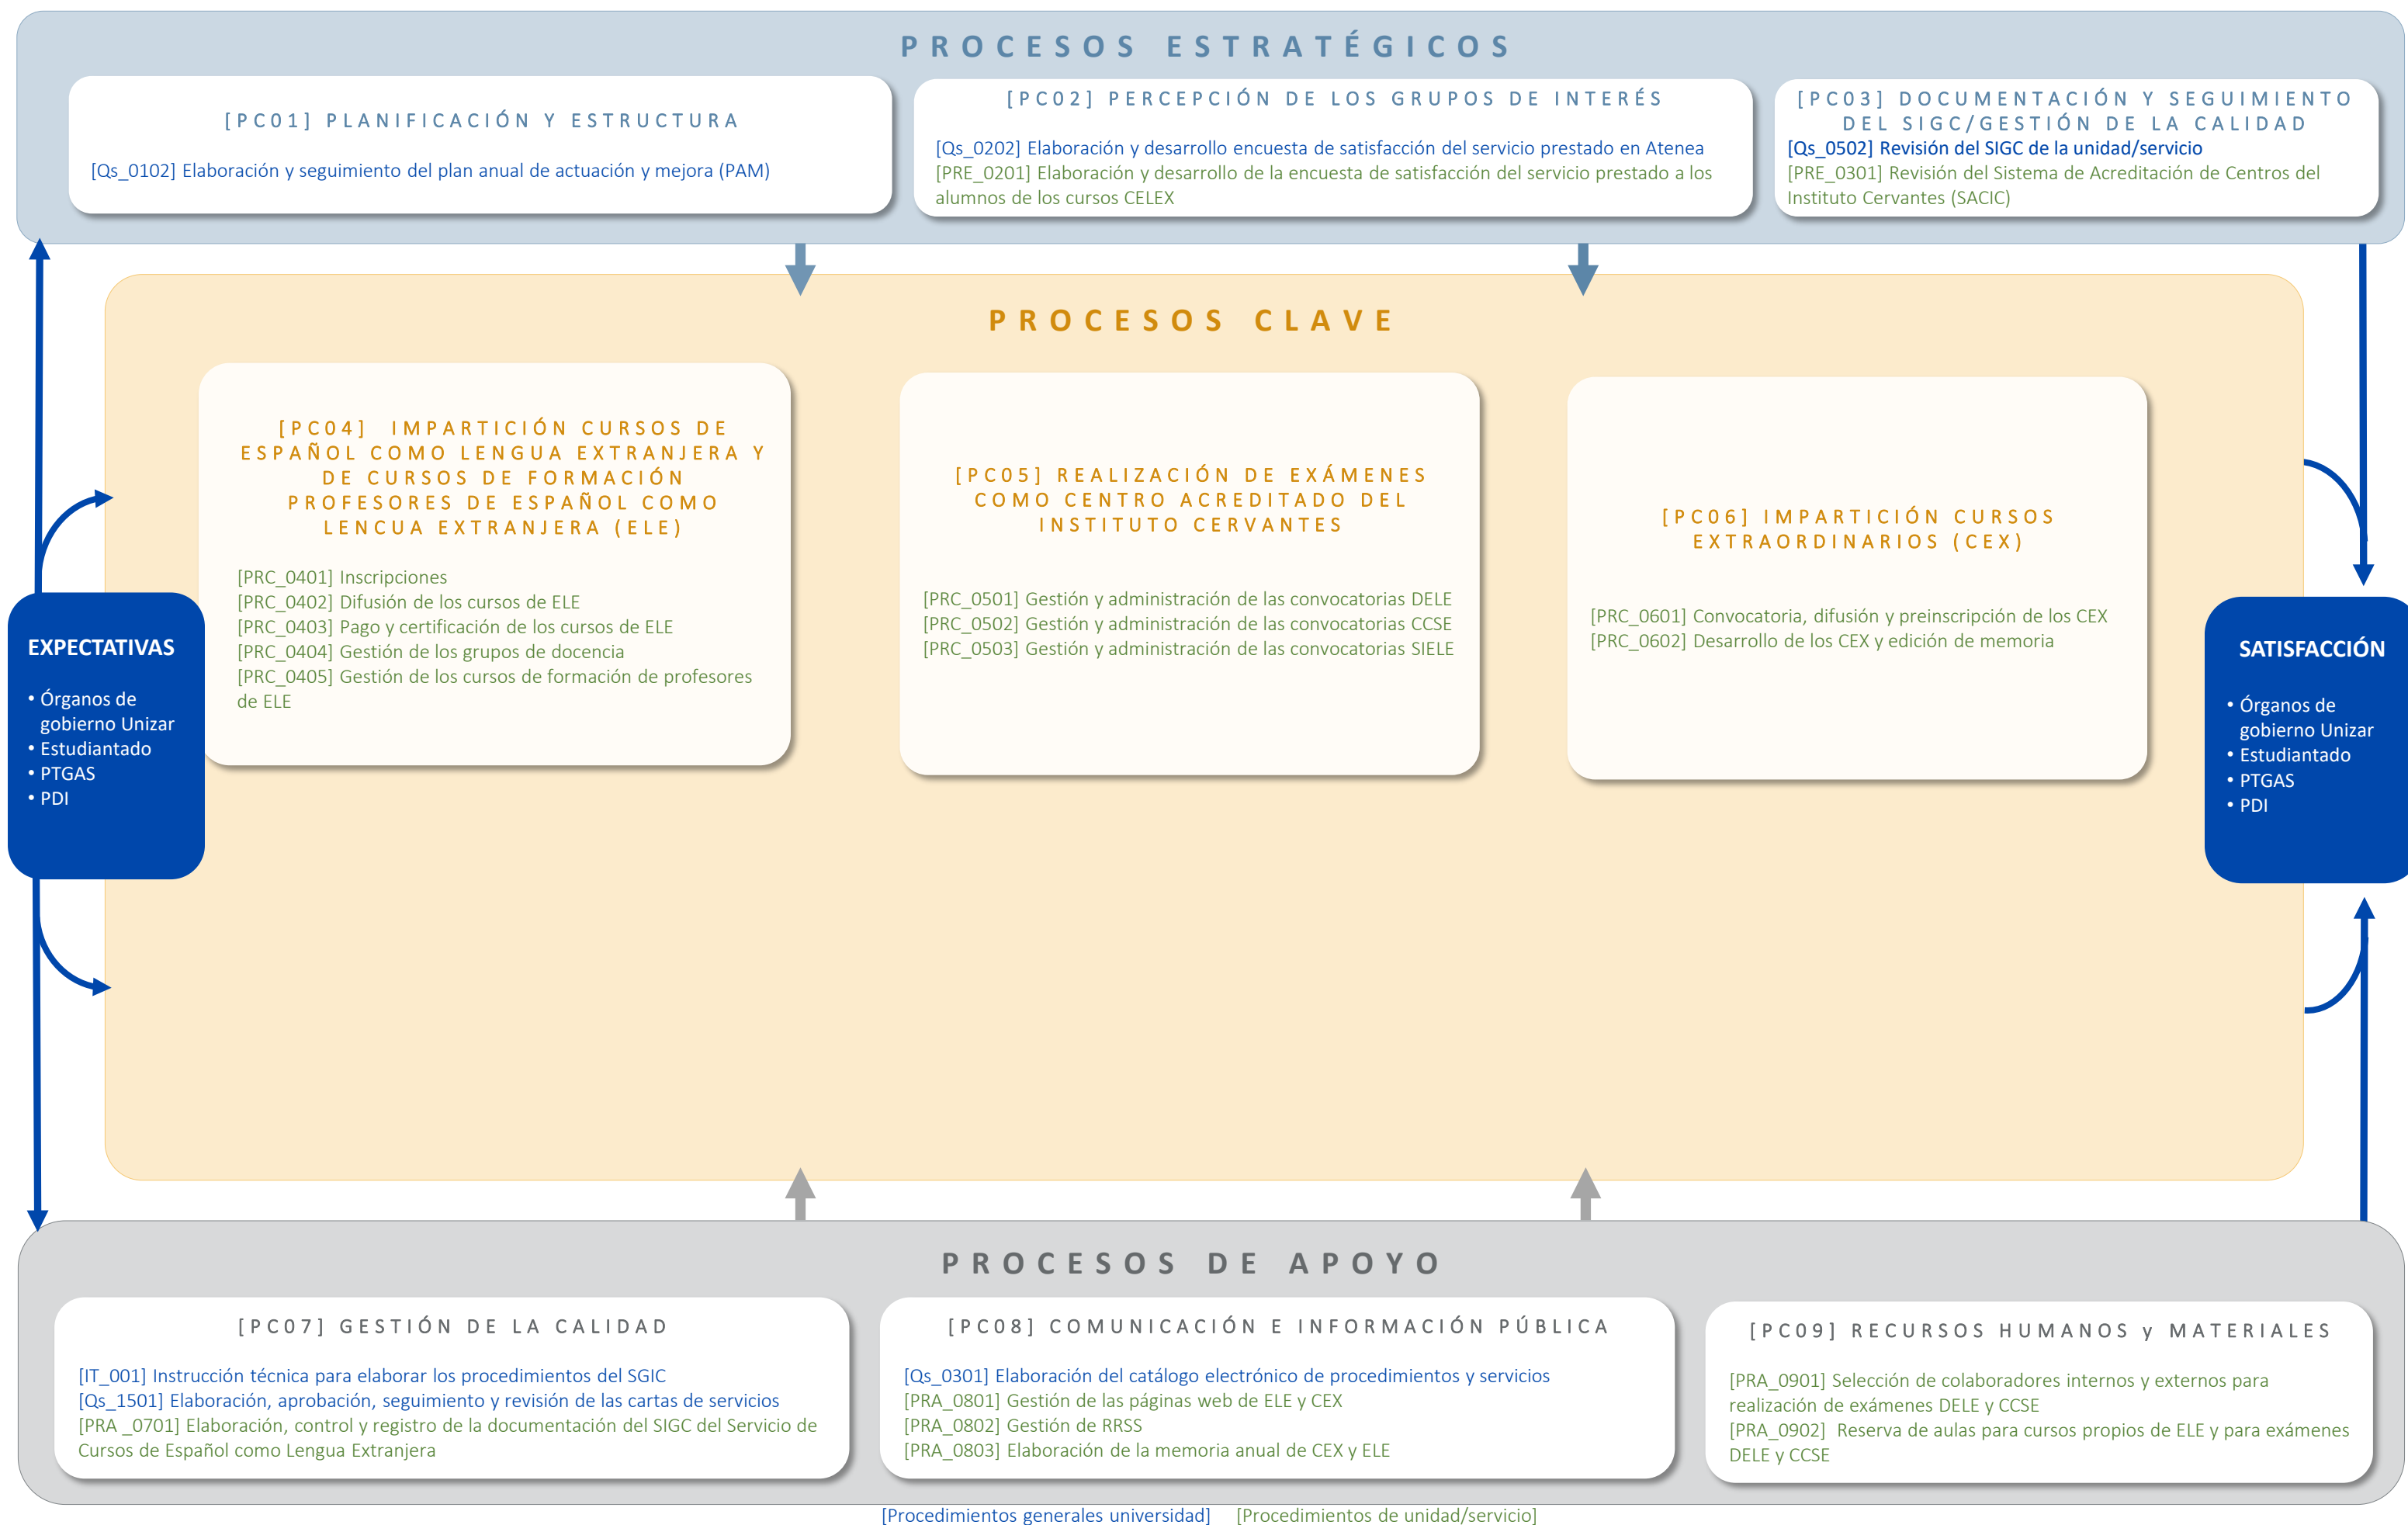 PROCESOS ESTRATÉGICOS
[PC01] PLANIFICACIÓN Y ESTRUCTURA
[Qs_0102] Elaboración y seguimiento del plan anual de actuación y mejora (PAM)
[PC02] PERCEPCIÓN DE LOS GRUPOS DE INTERÉS
[Qs_0202] Elaboración y desarrollo encuesta de satisfacción del servicio prestado en Atenea
[PRE_0201] Elaboración y desarrollo de la encuesta de satisfacción del servicio prestado a los
alumnos de los cursos CELEX
[PC03] DOCUMENTACIÓN Y SEGUIMIENTO
DEL SIGC/GESTIÓN DE LA CALIDAD
[Qs_0502] Revisión del SIGC de la unidad/servicio
[PRE_0301] Revisión del Sistema de Acreditación de Centros del
Instituto Cervantes (SACIC)
PROCESOS CLAVE
[PC04] IMPARTICIÓN CURSOS DE
ESPAÑOL COMO LENGUA EXTRANJERA Y
DE CURSOS DE FORMACIÓN
PROFESORES DE ESPAÑOL COMO
LENCUA EXTRANJERA (ELE)
[PRC_0401] Inscripciones
[PRC_0402] Difusión de los cursos de ELE
[PRC_0403] Pago y certificación de los cursos de ELE
[PRC_0404] Gestión de los grupos de docencia
[PRC_0405] Gestión de los cursos de formación de profesores
de ELE
[PC05] REALIZACIÓN DE EXÁMENES
COMO CENTRO ACREDITADO DEL
INSTITUTO CERVANTES
[PRC_0501] Gestión y administración de las convocatorias DELE
[PRC_0502] Gestión y administración de las convocatorias CCSE
[PRC_0503] Gestión y administración de las convocatorias SIELE
[PC06] IMPARTICIÓN CURSOS
EXTRAORDINARIOS (CEX)
[PRC_0601] Convocatoria, difusión y preinscripción de los CEX
[PRC_0602] Desarrollo de los CEX y edición de memoria
EXPECTATIVAS
• Órganos de
gobierno Unizar
• Estudiantado
• PTGAS
• PDI
SATISFACCIÓN
• Órganos de
gobierno Unizar
• Estudiantado
• PTGAS
• PDI
PROCESOS DE APOYO
[PC07] GESTIÓN DE LA CALIDAD
[IT_001] Instrucción técnica para elaborar los procedimientos del SGIC
[Qs_1501] Elaboración, aprobación, seguimiento y revisión de las cartas de servicios
[PRA _0701] Elaboración, control y registro de la documentación del SIGC del Servicio de
Cursos de Español como Lengua Extranjera
[PC08] COMUNICACIÓN E INFORMACIÓN PÚBLICA
[Qs_0301] Elaboración del catálogo electrónico de procedimientos y servicios
[PRA_0801] Gestión de las páginas web de ELE y CEX
[PRA_0802] Gestión de RRSS
[PRA_0803] Elaboración de la memoria anual de CEX y ELE
[PC09] RECURSOS HUMANOS y MATERIALES
[PRA_0901] Selección de colaboradores internos y externos para
realización de exámenes DELE y CCSE
[PRA_0902] Reserva de aulas para cursos propios de ELE y para exámenes
DELE y CCSE
[Procedimientos generales universidad] [Procedimientos de unidad/servicio]